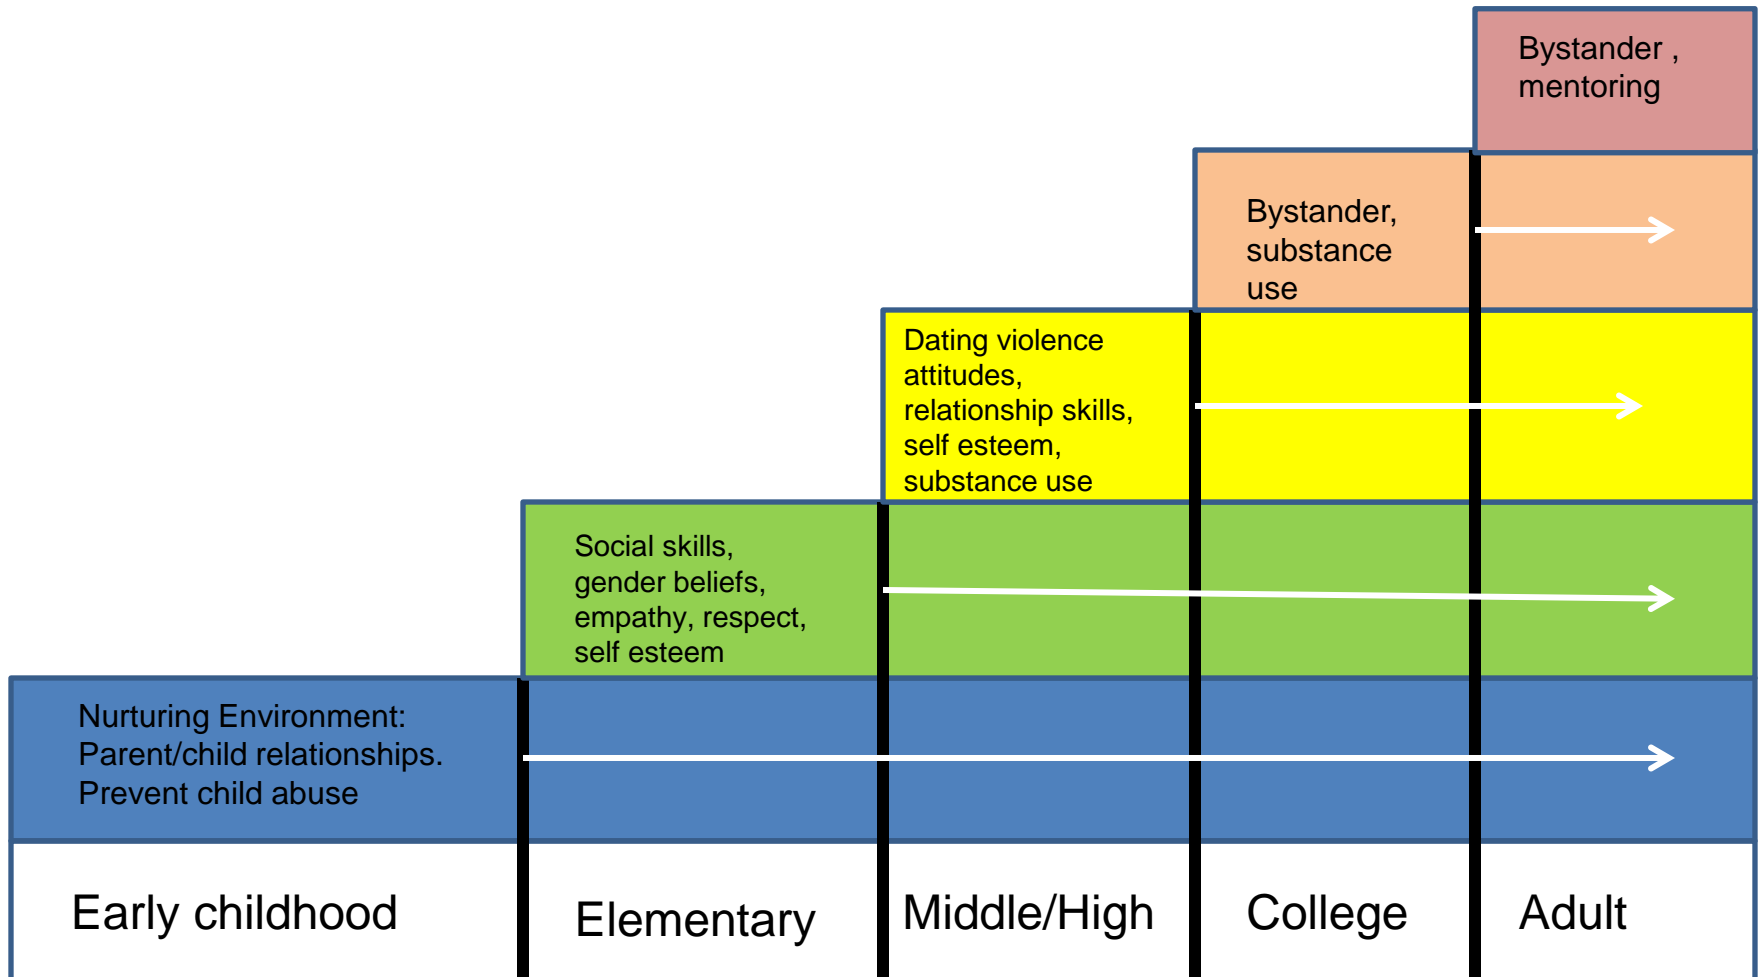 Bystander ,
mentoring
Bystander,
substance
use
Dating violence
attitudes,
relationship skills,
self esteem,
substance use
Social skills,
gender beliefs,
empathy, respect,
self esteem
Nurturing Environment:
Parent/child relationships.
Prevent child abuse
Early childhood
Elementary
Middle/High
College
Adult